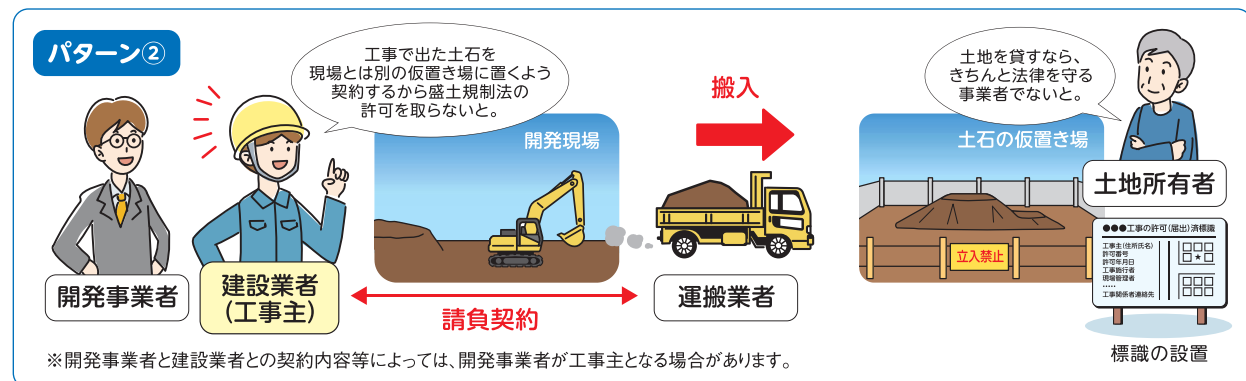 パターン②
工事で出た土石を
現場とは別の仮置き場に置くよう
契約するから盛土規制法の
許可を取らないと。
開発現場
搬入
土地を貸すなら、
きちんと法律を守る
事業者でないと。
土石の仮置き場
土地所有者
立入禁止
●●●工事の許可(届出)済標識
工事主(住所氏名)
許可番号
許可年月日
工事施行者
現場管理者
・・・・・
工事関係者連絡先
標識の設置
開発事業者
建設業者
(工事主)
請負契約
運搬業者
※開発事業者と建設業者との契約内容等によっては、開発事業者が工事主となる場合があります。